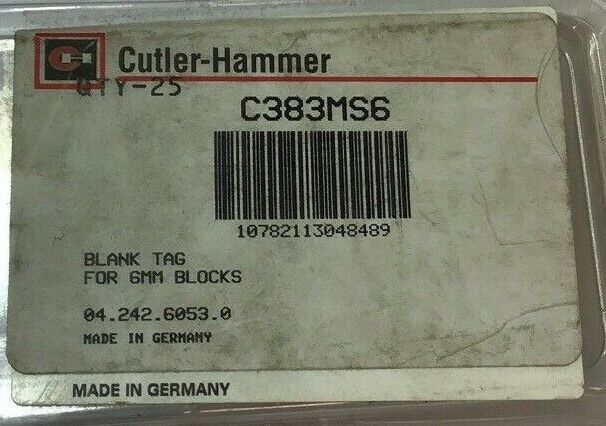 Cutler-Hammer
QTY-25
C383MS6
10782113048489
BLANK TAG
FOR 6MM BLOCKS
04.242.6053.0
MADE IN GERMANY
MADE IN GERMANY